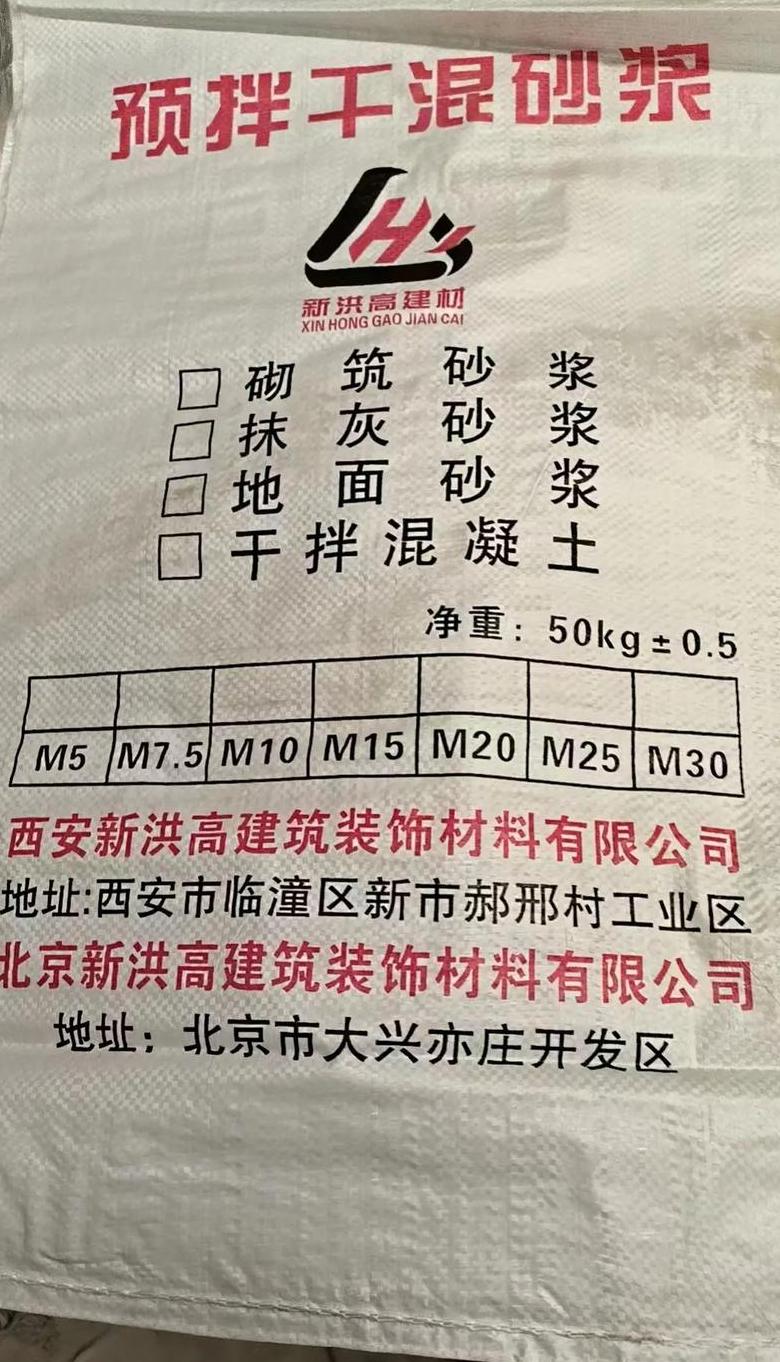 预拌干混砂浆
新洪高建材
XIN HONG GAO JIAN CAI
□砌筑砂浆
□抹灰砂浆
□地面砂浆
□干拌混凝土
净重：50kg±0.5
M5 M7.5 M10 M15 M20 M25 M30
西安新洪高建筑装饰材料有限公司
地址:西安市临潼区新市郝邢村工业区
北京新洪高建筑装饰材料有限公司
地址：北京市大兴亦庄开发区